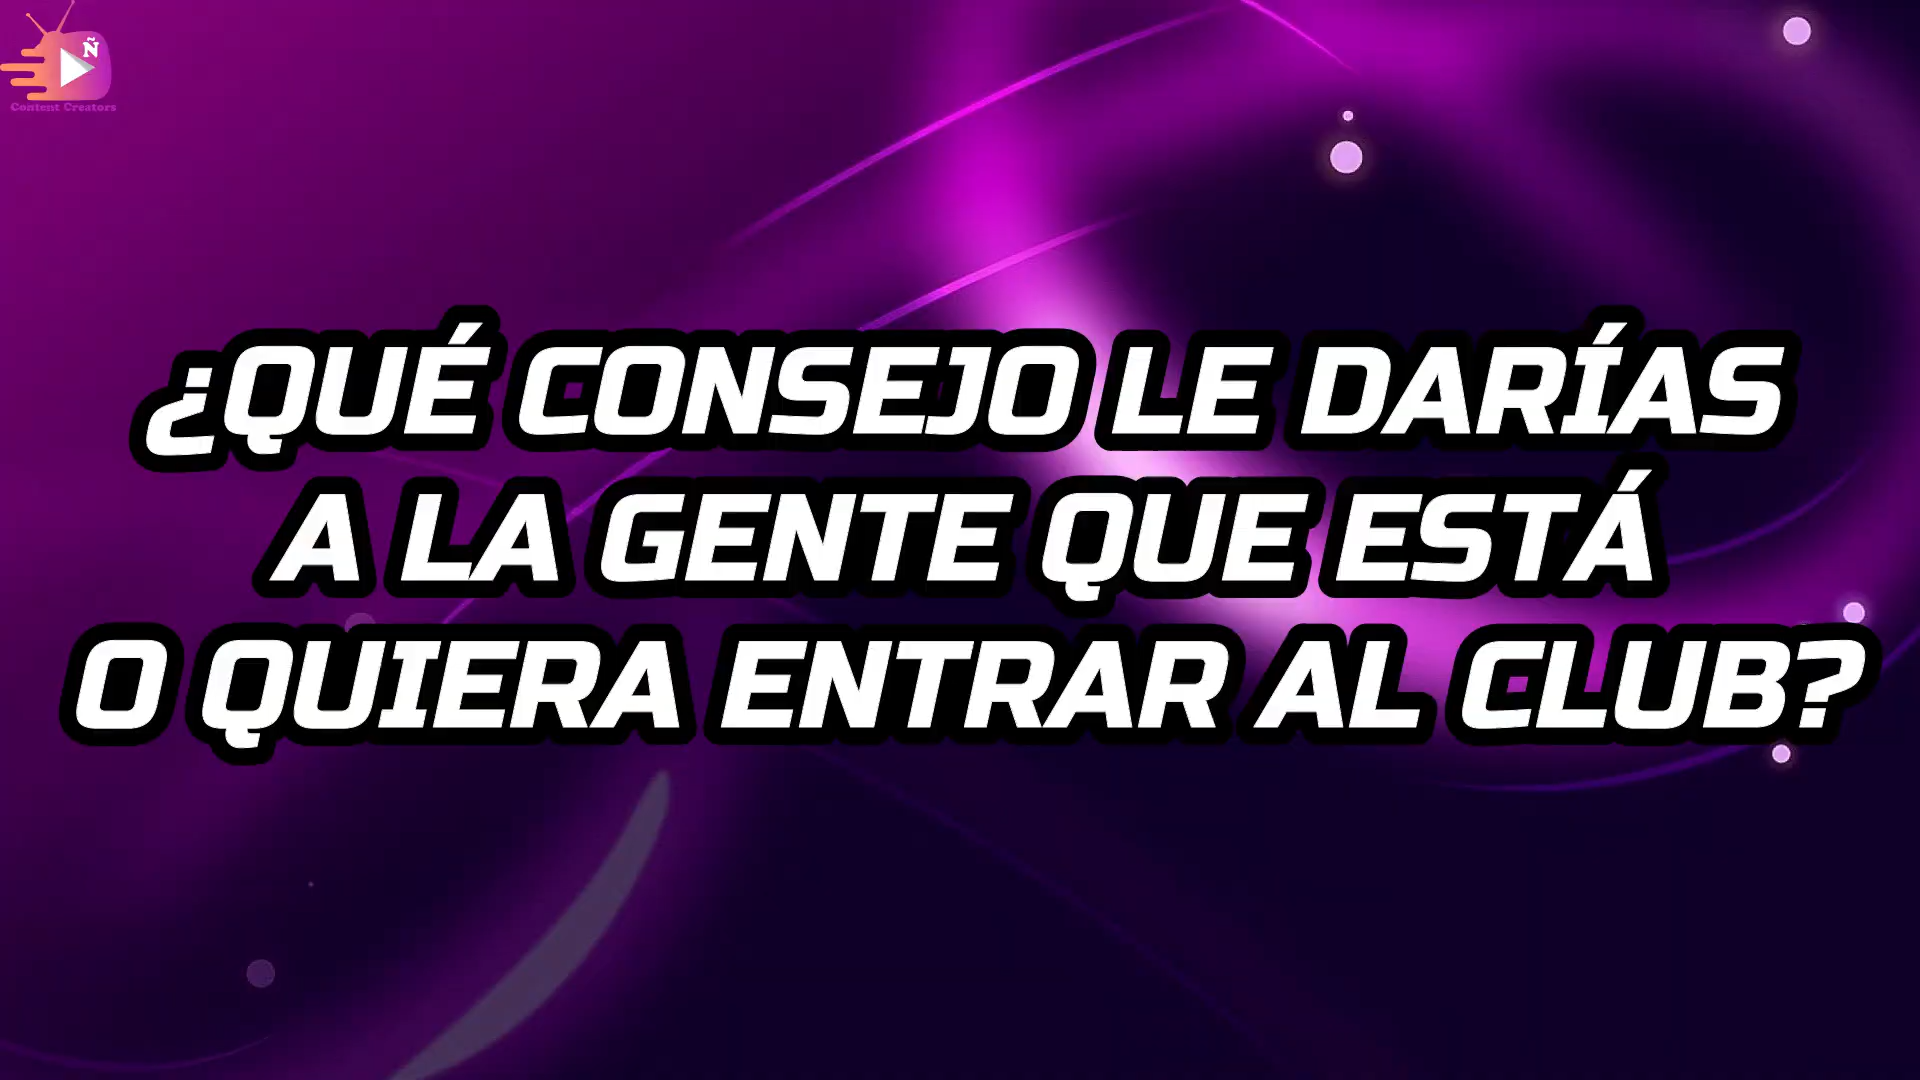 Ñ
Content Creators
¿QUÉ CONSEJO LE DARÍAS
A LA GENTE QUE ESTÁ
O QUIERA ENTRAR AL CLUB?